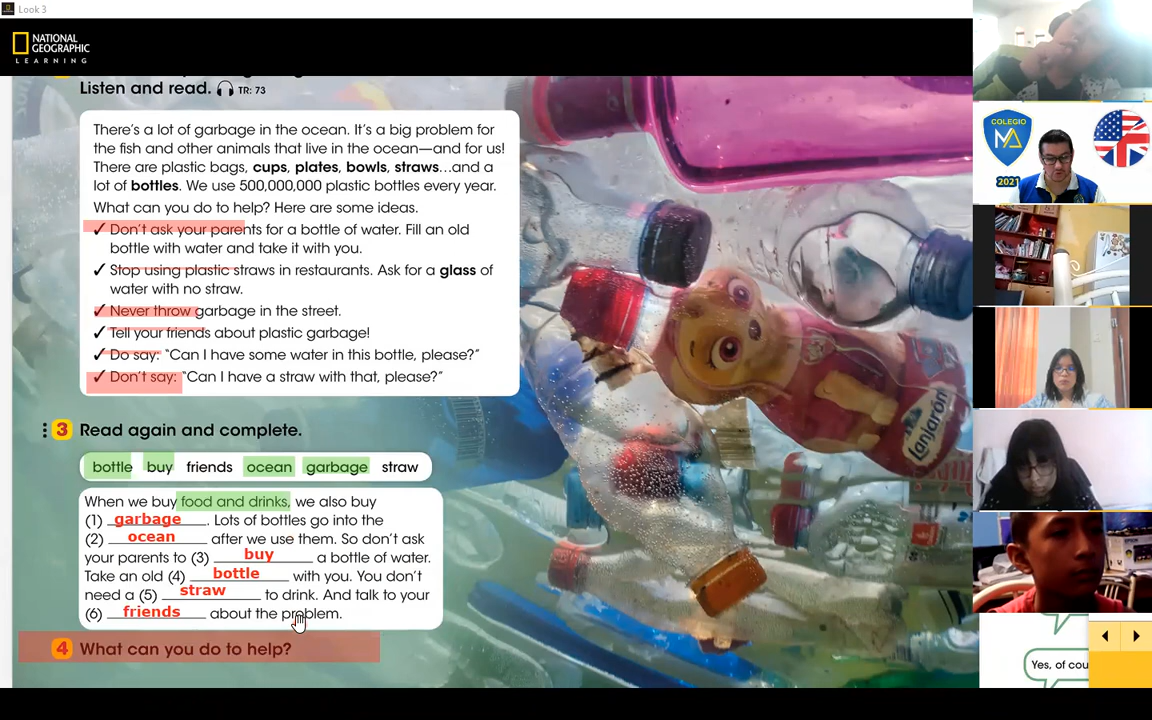 Look 3
NATIONAL
GEOGRAPHIC
LEARNING
Listen and read. TR: 73
There's a lot of garbage in the ocean. It's a big problem for
the fish and other animals that live in the ocean—and for us!
There are plastic bags, cups, plates, bowls, straws...and a
lot of bottles. We use 500,000,000 plastic bottles every year.
What can you do to help? Here are some ideas.
✓ Don't ask your parents for a bottle of water. Fill an old
bottle with water and take it with you.
✓ Stop using plastic straws in restaurants. Ask for a glass of
water with no straw.
✓ Never throw garbage in the street.
✓ Tell your friends about plastic garbage!
✓ Do say: “Can I have some water in this bottle, please?”
✓ Don't say: “Can I have a straw with that, please?”
3 Read again and complete.
bottle buy friends ocean garbage straw
When we buy food and drinks, we also buy
(1) garbage. Lots of bottles go into the
(2) ocean after we use them. So don't ask
your parents to (3) buy a bottle of water.
Take an old (4) bottle with you. You don't
need a (5) straw to drink. And talk to your
(6) friends about the problem.
4 What can you do to help?
Lanjarón
COLEGIO
MA
2021
Yes, of cou